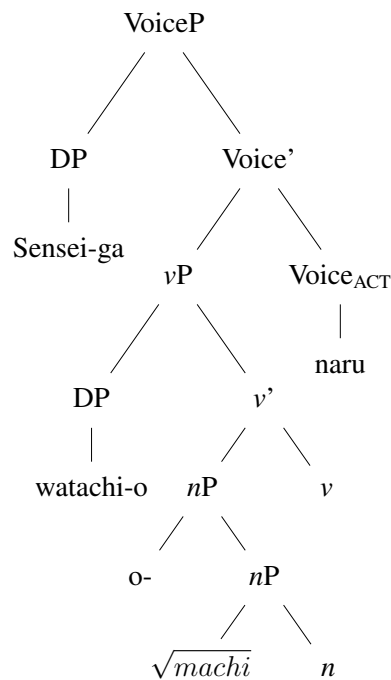 VoiceP
DP Voice’
Sensei-ga
vP VoiceACT
naru
DP v’
watachi-o nP v
o- nP
√machi n